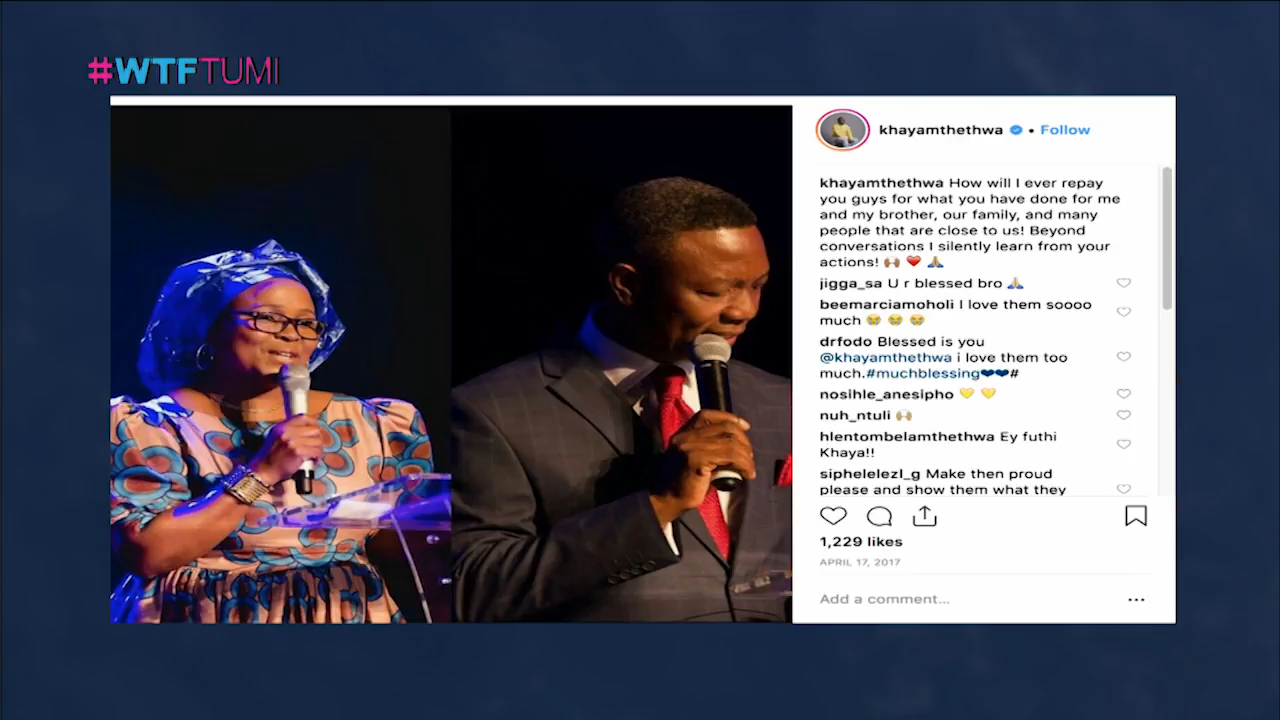 #WTFTUMI
khayamthethwa • Follow
khayamthethwa How will I ever repay
you guys for what you have done for me
and my brother, our family, and many
people that are close to us! Beyond
conversations I silently learn from your
actions! 🙌🏽 ❤️ 🙏🏽
jigga_sa U r blessed bro 🙏🏽
beemarciamoholi I love them soooo
much 😭 😭 😭
drfodo Blessed is you
@khayamthethwa i love them too
much.#muchblessing❤❤#
nosihle_anesipho 💛 💛
nuh_ntuli 🙌🏽
hlentombelamthethwa Ey futhi
Khaya!!
siphelelezl_g Make then proud
please and show them what they
1,229 likes
APRIL 17, 2017
Add a comment...